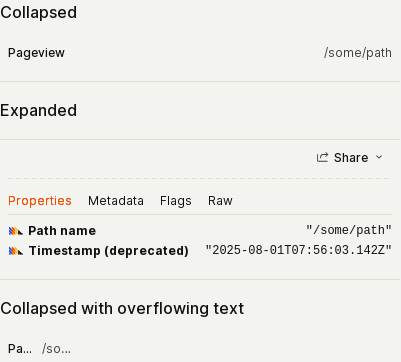 Collapsed
Pageview /some/path
Expanded
Share
Properties Metadata Flags Raw
Path name "/some/path"
Timestamp (deprecated) "2025-08-01T07:56:03.142Z"
Collapsed with overflowing text
Pa... /so...